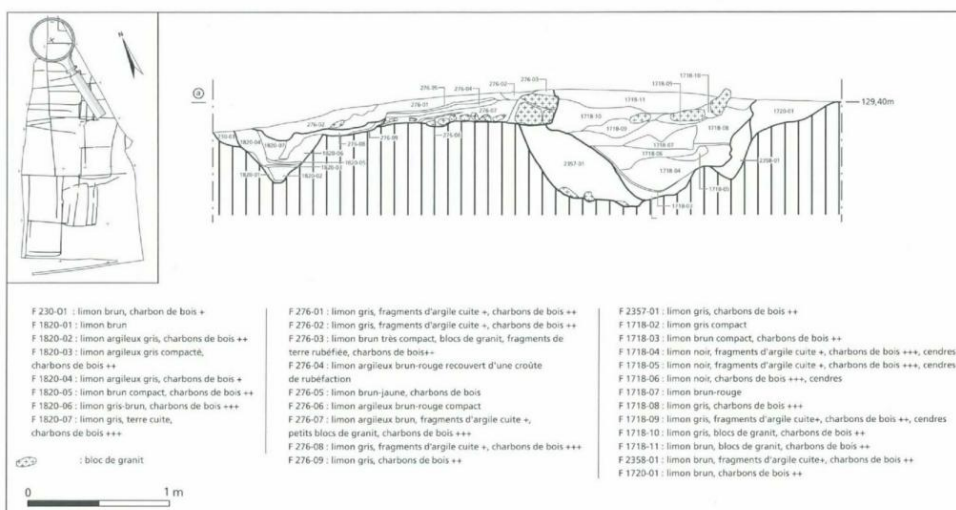 N
a
129,40m
276-03
276-02
276-04
276-05
276-01
276-07
276-02
276-08
276-09
276-06
1820-04
1820-07
1820-06
1820-05
1820-03
1820-02
1820-01
2357-01
1718-10
1718-09
1718-11
1718-10
1718-09
1718-08
1718-07
1718-06
1718-04
1718-05
1720-01
2358-01
F 230-01 : limon brun, charbon de bois +
F 1820-01 : limon brun
F 1820-02 : limon argileux gris, charbons de bois ++
F 1820-03 : limon argileux gris compacté,
charbons de bois ++
F 1820-04 : limon argileux gris, charbons de bois +
F 1820-05 : limon brun compact, charbons de bois ++
F 1820-06 : limon gris-brun, charbons de bois +++
F 1820-07 : limon gris, terre cuite,
charbons de bois +++
: bloc de granit
0 1 m
F 276-01 : limon gris, fragments d'argile cuite +, charbons de bois ++
F 276-02 : limon gris, fragments d'argile cuite +, charbons de bois ++
F 276-03 : limon brun très compact, blocs de granit, fragments de
terre rubéfiée, charbons de bois++
F 276-04 : limon argileux brun-rouge recouvert d'une croûte
de rubéfaction
F 276-05 : limon brun-jaune, charbons de bois
F 276-06 : limon argileux brun-rouge compact
F 276-07 : limon argileux brun, fragments d'argile cuite +,
petits blocs de granit, charbons de bois +++
F 276-08 : limon gris, fragments d'argile cuite +, charbons de bois +++
F 276-09 : limon gris, charbons de bois ++
F 2357-01 : limon gris, charbons de bois ++
F 1718-02 : limon gris compact
F 1718-03 : limon brun compact, charbons de bois ++
F 1718-04 : limon noir, fragments d'argile cuite +, charbons de bois +++, cendres
F 1718-05 : limon noir, fragments d'argile cuite +, charbons de bois +++, cendres
F 1718-06 : limon noir, charbons de bois +++, cendres
F 1718-07 : limon brun-rouge
F 1718-08 : limon gris, charbons de bois +++
F 1718-09 : limon gris, fragments d'argile cuite+, charbons de bois ++, cendres
F 1718-10 : limon gris, blocs de granit, charbons de bois ++
F 1718-11 : limon brun, blocs de granit, charbons de bois ++
F 2358-01 : limon brun, fragments d'argile cuite+, charbons de bois ++
F 1720-01 : limon brun, charbons de bois ++